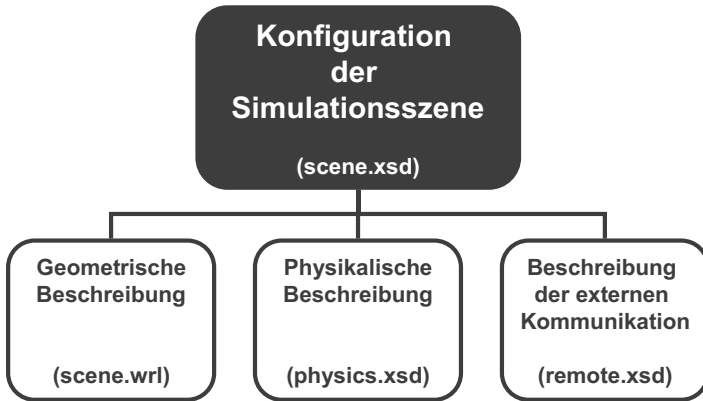 Konfiguration
der
Simulationsszene
(scene.xsd)
Geometrische
Beschreibung
(scene.wrl)
Physikalische
Beschreibung
(physics.xsd)
Beschreibung
der externen
Kommunikation
(remote.xsd)